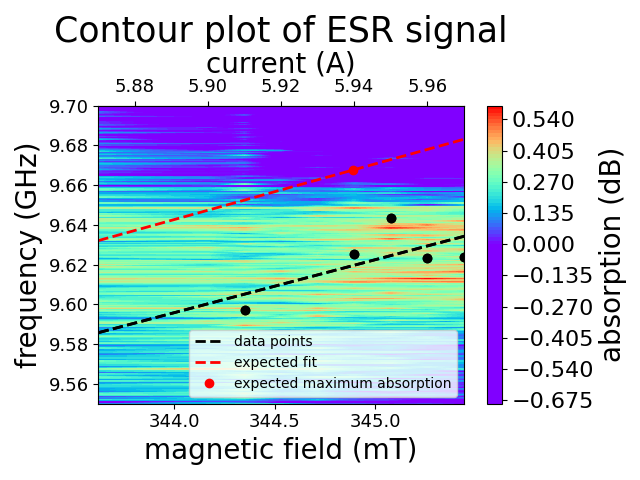 Contour plot of ESR signal
current (A)
5.88 5.90 5.92 5.94 5.96
9.70
9.68
9.66
9.64
9.62
9.60
9.58
9.56
frequency (GHz)
data points
expected fit
expected maximum absorption
344.0 344.5 345.0
magnetic field (mT)
0.540
0.405
0.270
0.135
0.000
−0.135
−0.270
−0.405
−0.540
−0.675
absorption (dB)